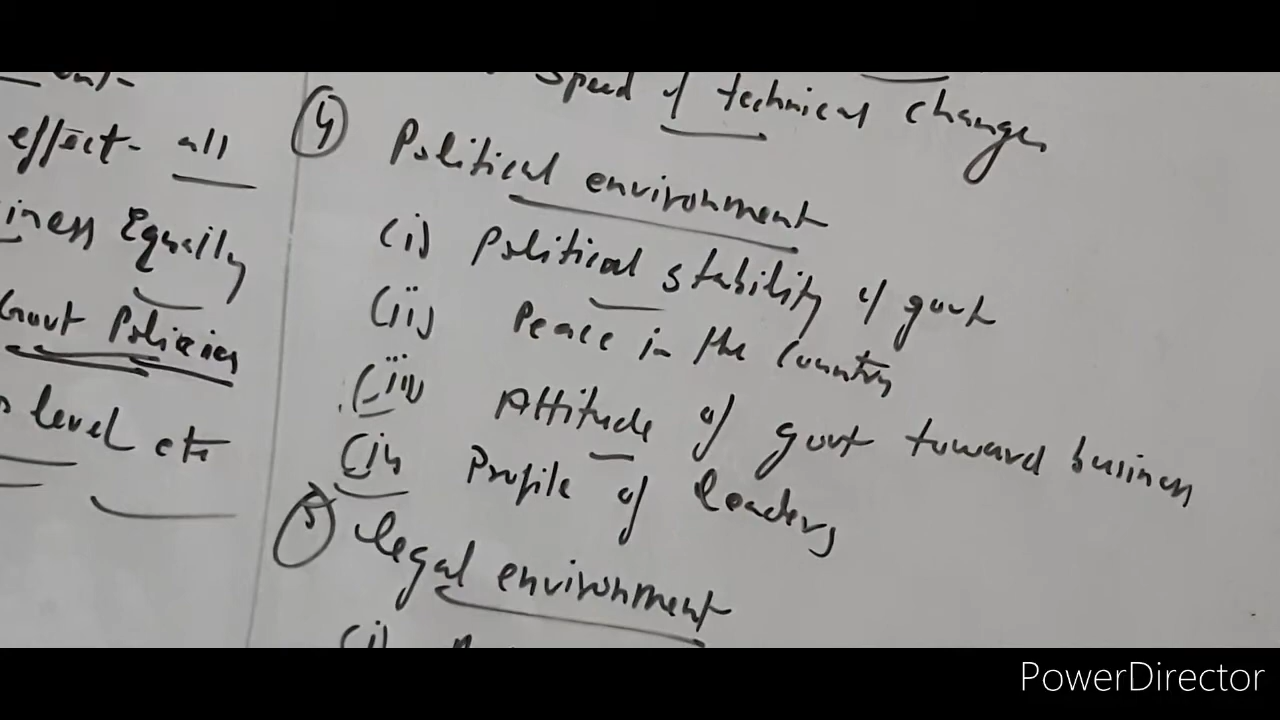 effect all
iness Equally
Govt Policies
level etc
Speed of technical changes
(4) Political environment
(i) Political stability of govt
(ii) Peace in the country
(iii) Attitude of govt toward business
(iv) Profile of leaders
(5) legal environment
(i)
PowerDirector